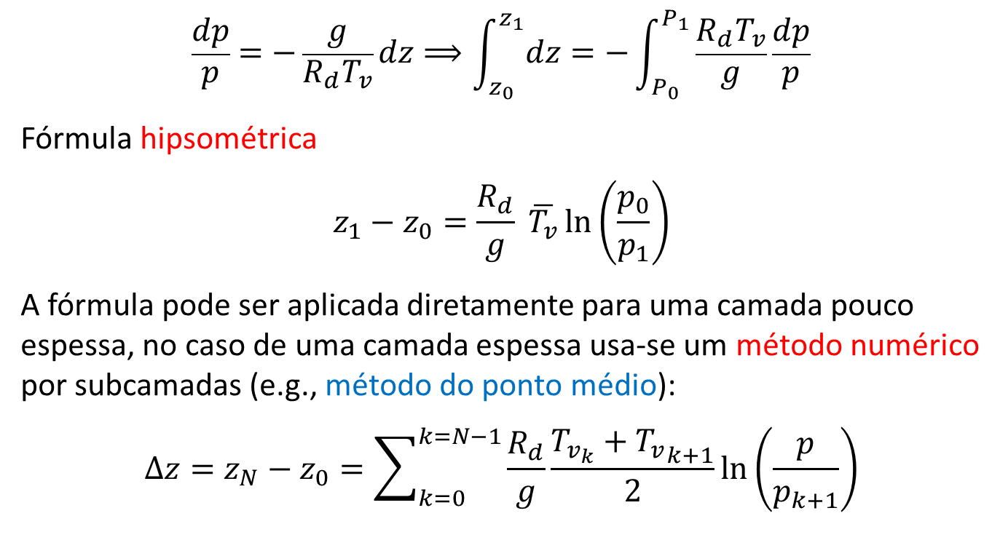 $\frac{dp}{p} = -\frac{g}{R_d T_v} dz \Longrightarrow \int_{z_0}^{z_1} dz = -\int_{P_0}^{P_1} \frac{R_d T_v}{g} \frac{dp}{p}$
Fórmula hipsométrica
$z_1 - z_0 = \frac{R_d}{g} \bar{T_v} \ln\left(\frac{p_0}{p_1}\right)$
A fórmula pode ser aplicada diretamente para uma camada pouco
espessa, no caso de uma camada espessa usa-se um método numérico
por subcamadas (e.g., método do ponto médio):
$\Delta z = z_N - z_0 = \sum_{k=0}^{k=N-1} \frac{R_d}{g} \frac{T_{v_k} + T_{v_{k+1}}}{2} \ln\left(\frac{p}{p_{k+1}}\right)$